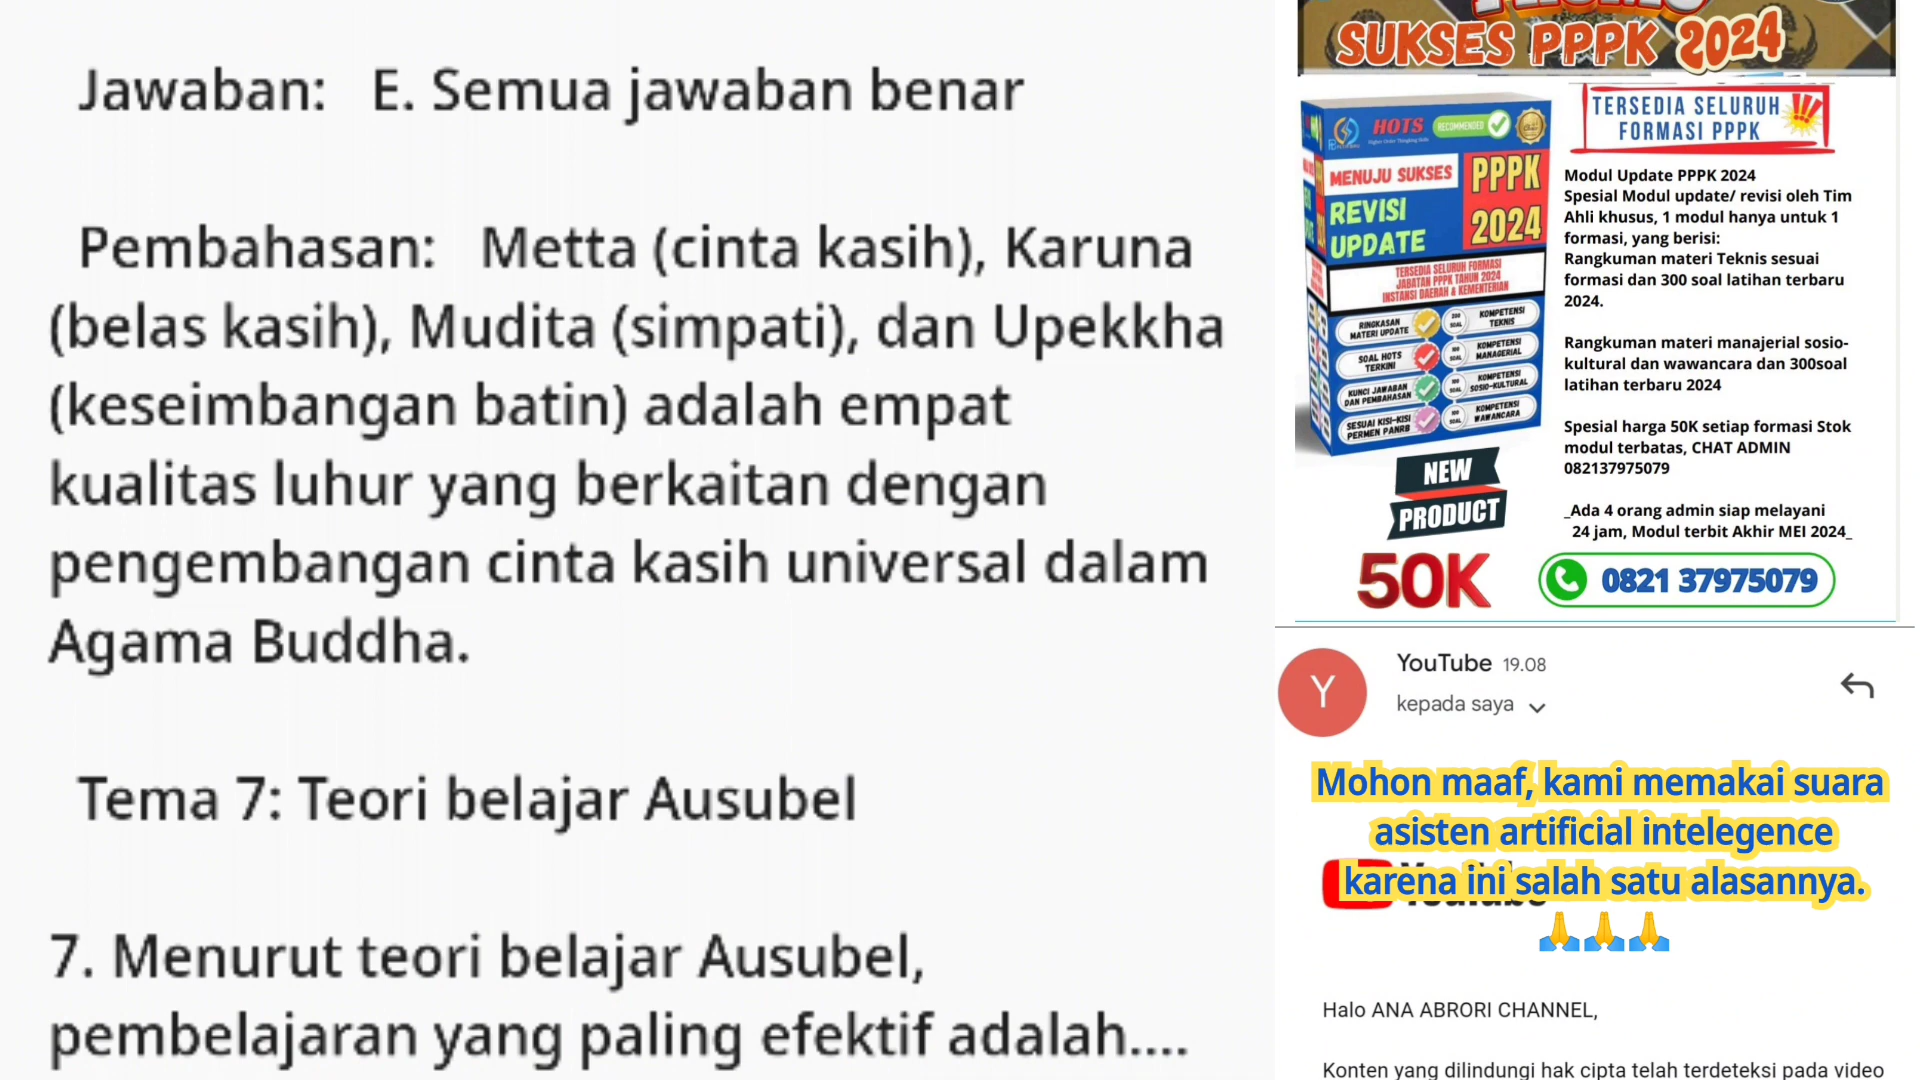 Jawaban: E. Semua jawaban benar
Pembahasan: Metta (cinta kasih), Karuna
(belas kasih), Mudita (simpati), dan Upekkha
(keseimbangan batin) adalah empat
kualitas luhur yang berkaitan dengan
pengembangan cinta kasih universal dalam
Agama Buddha.
Tema 7: Teori belajar Ausubel
7. Menurut teori belajar Ausubel,
pembelajaran yang paling efektif adalah....
SUKSES PPPK 2024
TERSEDIA SELURUH
FORMASI PPPK
HOTS
RECOMMENDED
MENUJU SUKSES
PPPK
2024
REVISI
UPDATE
TERSEDIA SELURUH FORMASI
JABATAN PPPK TAHUN 2024
INSTANSI DAERAH & KEMENTERIAN
RINGKASAN
MATERI UPDATE
KOMPETENSI
TEKNIS
SOAL HOTS
TERKINI
KOMPETENSI
MANAGERIAL
KUNCI JAWABAN
DAN PEMBAHASAN
KOMPETENSI
SOSIO-KULTURAL
SESUAI KISI-KISI
PERMEN PANRB
KOMPETENSI
WAWANCARA
NEW
PRODUCT
Modul Update PPPK 2024
Spesial Modul update/ revisi oleh Tim
Ahli khusus, 1 modul hanya untuk 1
formasi, yang berisi:
Rangkuman materi Teknis sesuai
formasi dan 300 soal latihan terbaru
2024.
Rangkuman materi manajerial sosio-
kultural dan wawancara dan 300soal
latihan terbaru 2024
Spesial harga 50K setiap formasi Stok
modul terbatas, CHAT ADMIN
082137975079
_Ada 4 orang admin siap melayani
24 jam, Modul terbit Akhir MEI 2024_
50K
0821 37975079
Y
YouTube 19.08
kepada saya
Mohon maaf, kami memakai suara
asisten artificial intelegence
karena ini salah satu alasannya.
🙏🙏🙏
Halo ANA ABRORI CHANNEL,
Konten yang dilindungi hak cipta telah terdeteksi pada video